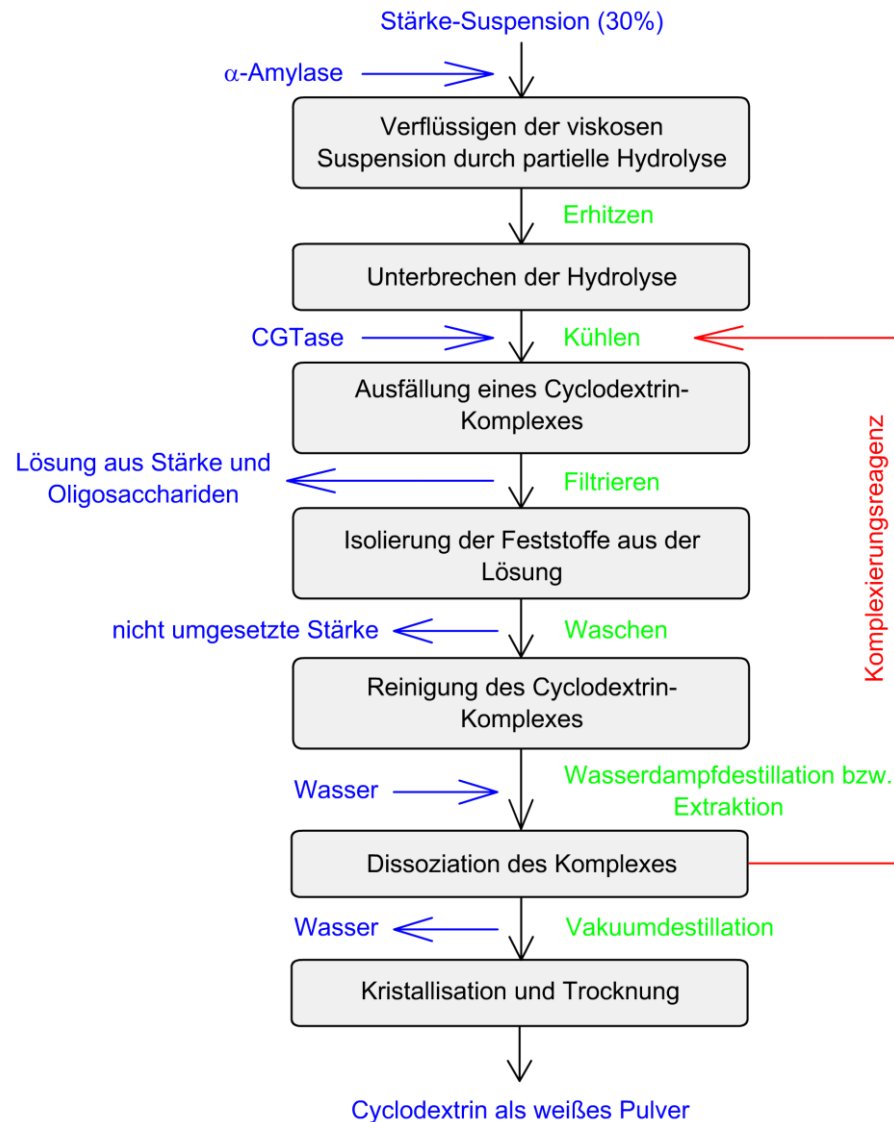 Stärke-Suspension (30%)
α-Amylase
Verflüssigen der viskosen
Suspension durch partielle Hydrolyse
Erhitzen
Unterbrechen der Hydrolyse
CGTase
Kühlen
Ausfällung eines Cyclodextrin-
Komplexes
Lösung aus Stärke und
Oligosacchariden
Filtrieren
Isolierung der Feststoffe aus der
Lösung
nicht umgesetzte Stärke
Waschen
Reinigung des Cyclodextrin-
Komplexes
Wasser
Wasserdampfdestillation bzw.
Extraktion
Dissoziation des Komplexes
Komplexierungsreagenz
Wasser
Vakuumdestillation
Kristallisation und Trocknung
Cyclodextrin als weißes Pulver